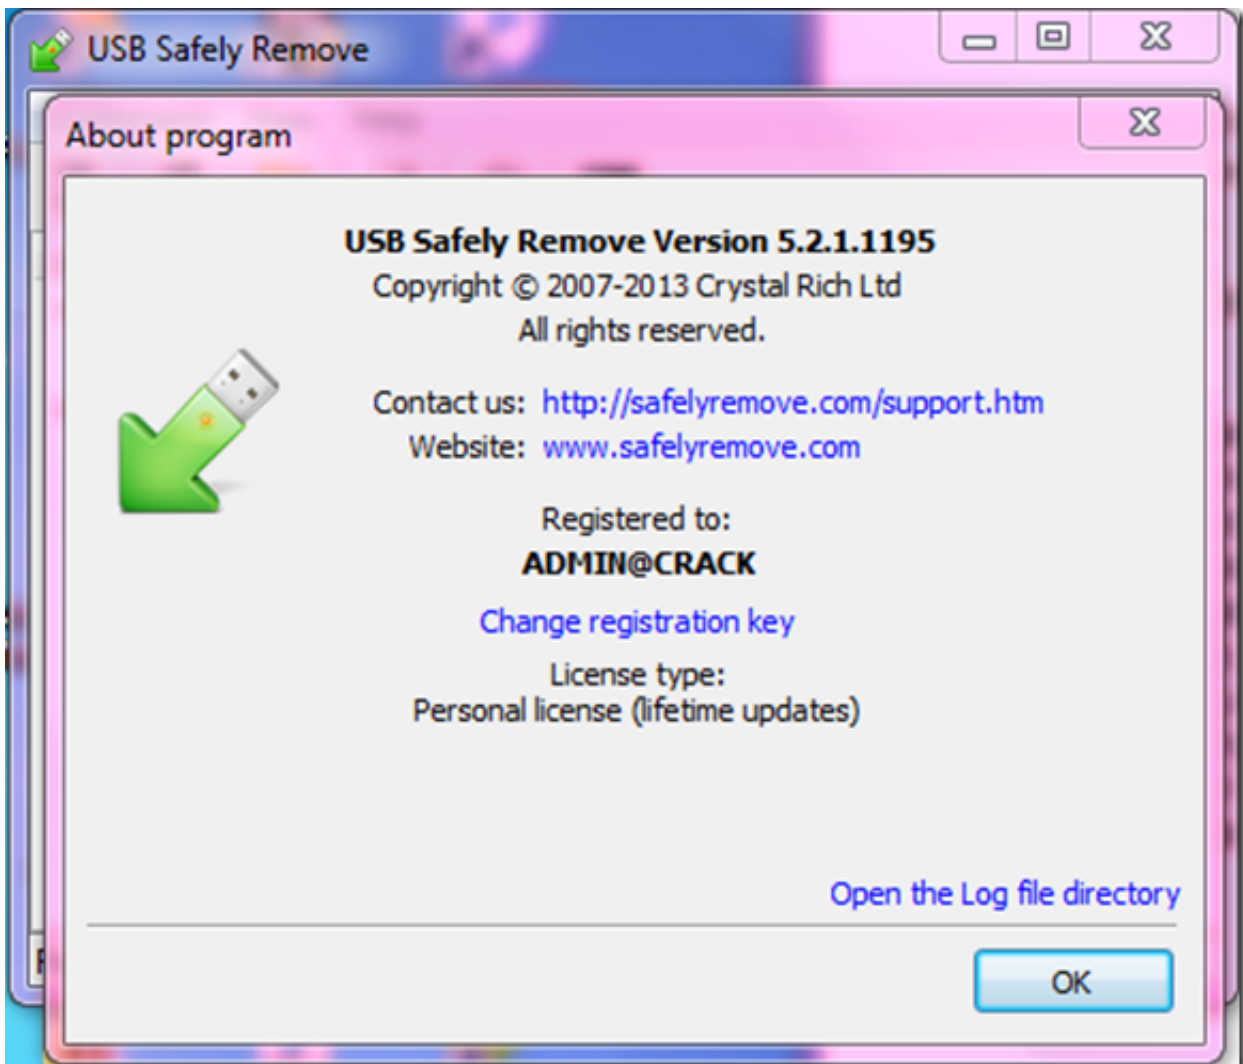 USB Safely Remove
About program
USB Safely Remove Version 5.2.1.1195
Copyright © 2007-2013 Crystal Rich Ltd
All rights reserved.
Contact us: http://safelyremove.com/support.htm
Website: www.safelyremove.com
Registered to:
ADMIN@CRACK
Change registration key
License type:
Personal license (lifetime updates)
Open the Log file directory
OK